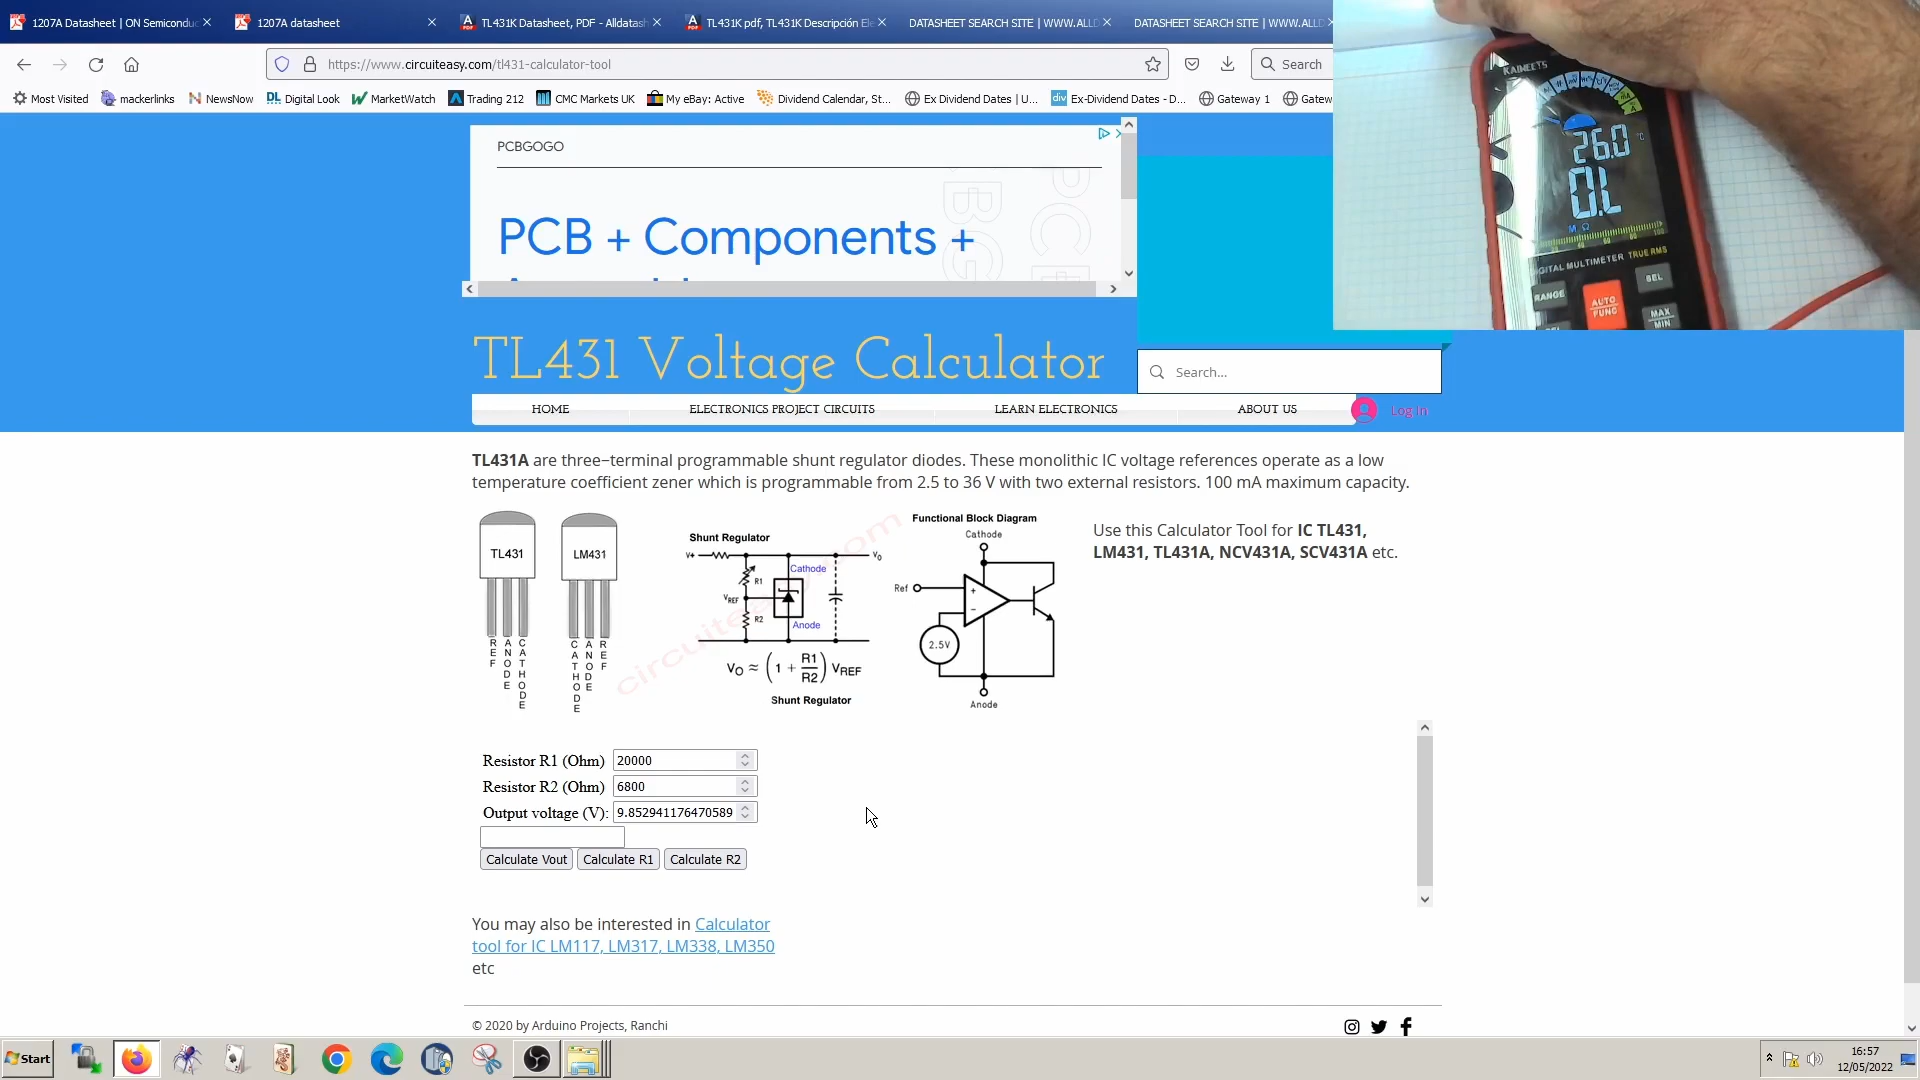 1207A Datasheet | ON Semiconduc
1207A datasheet
TL431K Datasheet, PDF - Alldatash
TL431K pdf, TL431K Descripción Ele
DATASHEET SEARCH SITE | WWW.ALLD
DATASHEET SEARCH SITE | WWW.ALLD
https://www.circuiteasy.com/tl431-calculator-tool
Search
Most Visited
mackerlinks
NewsNow
Digital Look
MarketWatch
Trading 212
CMC Markets UK
My eBay: Active
Dividend Calendar, St...
Ex Dividend Dates | U...
Ex-Dividend Dates - D...
Gateway 1
Gatew
KAIWEETS
26.0 °C
O.L
MΩ
DIGITAL MULTIMETER TRUE RMS
RANGE
AUTO
FUNC
SEL
MAX
MIN
PCBGOGO
PCB + Components +
TL431 Voltage Calculator
Search...
HOME
ELECTRONICS PROJECT CIRCUITS
LEARN ELECTRONICS
ABOUT US
Log In
TL431A are three−terminal programmable shunt regulator diodes. These monolithic IC voltage references operate as a low
temperature coefficient zener which is programmable from 2.5 to 36 V with two external resistors. 100 mA maximum capacity.
TL431
REF
ANODE
CATHODE
LM431
CATHODE
ANODE
REF
Shunt Regulator
V+
VO
R1
Cathode
VREF
R2
Anode
VO ≈ (1 + R1/R2) VREF
Shunt Regulator
circuiteasy.com
Functional Block Diagram
Cathode
Ref
+
−
2.5V
Anode
Use this Calculator Tool for IC TL431,
LM431, TL431A, NCV431A, SCV431A etc.
Resistor R1 (Ohm) 20000
Resistor R2 (Ohm) 6800
Output voltage (V): 9.852941176470589
Calculate Vout
Calculate R1
Calculate R2
You may also be interested in Calculator
tool for IC LM117, LM317, LM338, LM350
etc
© 2020 by Arduino Projects, Ranchi
Start
16:57
12/05/2022